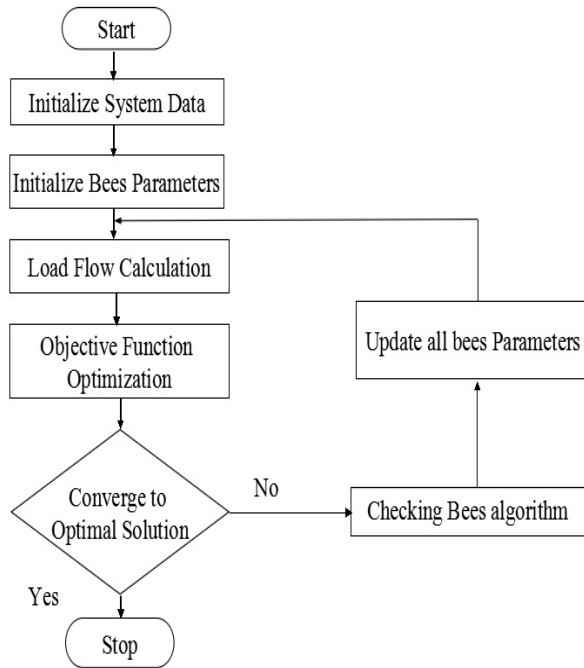 Start
Initialize System Data
Initialize Bees Parameters
Load Flow Calculation
Objective Function
Optimization
Update all bees Parameters
Converge to
Optimal Solution
No
Checking Bees algorithm
Yes
Stop